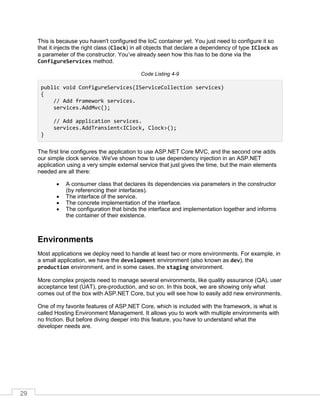 This is because you haven't configured the IoC container yet. You just need to configure it so
that it injects the right class (Clock) in all objects that declare a dependency of type IClock as
a parameter of the constructor. You've already seen how this has to be done via the
ConfigureServices method.
Code Listing 4-9
public void ConfigureServices(IServiceCollection services)
{
// Add framework services.
services.AddMvc();
// Add application services.
services.AddTransient<IClock, Clock>();
}
The first line configures the application to use ASP.NET Core MVC, and the second one adds
our simple clock service. We've shown how to use dependency injection in an ASP.NET
application using a very simple external service that just gives the time, but the main elements
needed are all there:
• A consumer class that declares its dependencies via parameters in the constructor
(by referencing their interfaces).
• The interface of the service.
• The concrete implementation of the interface.
• The configuration that binds the interface and implementation together and informs
the container of their existence.
Environments
Most applications we deploy need to handle at least two or more environments. For example, in
a small application, we have the development environment (also known as dev), the
production environment, and in some cases, the staging environment.
More complex projects need to manage several environments, like quality assurance (QA), user
acceptance test (UAT), pre-production, and so on. In this book, we are showing only what
comes out of the box with ASP.NET Core, but you will see how to easily add new environments.
One of my favorite features of ASP.NET Core, which is included with the framework, is what is
called Hosting Environment Management. It allows you to work with multiple environments with
no friction. But before diving deeper into this feature, you have to understand what the
developer needs are.
29